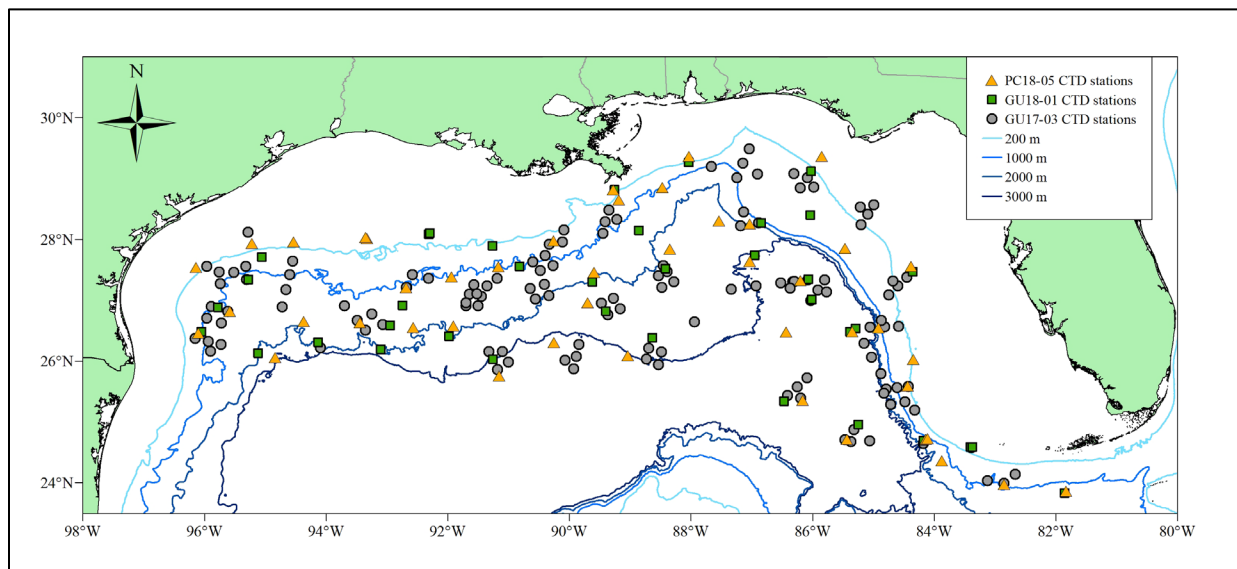 N
PC18-05 CTD stations
GU18-01 CTD stations
GU17-03 CTD stations
200 m
1000 m
2000 m
3000 m
30°N
28°N
26°N
24°N
98°W 96°W 94°W 92°W 90°W 88°W 86°W 84°W 82°W 80°W